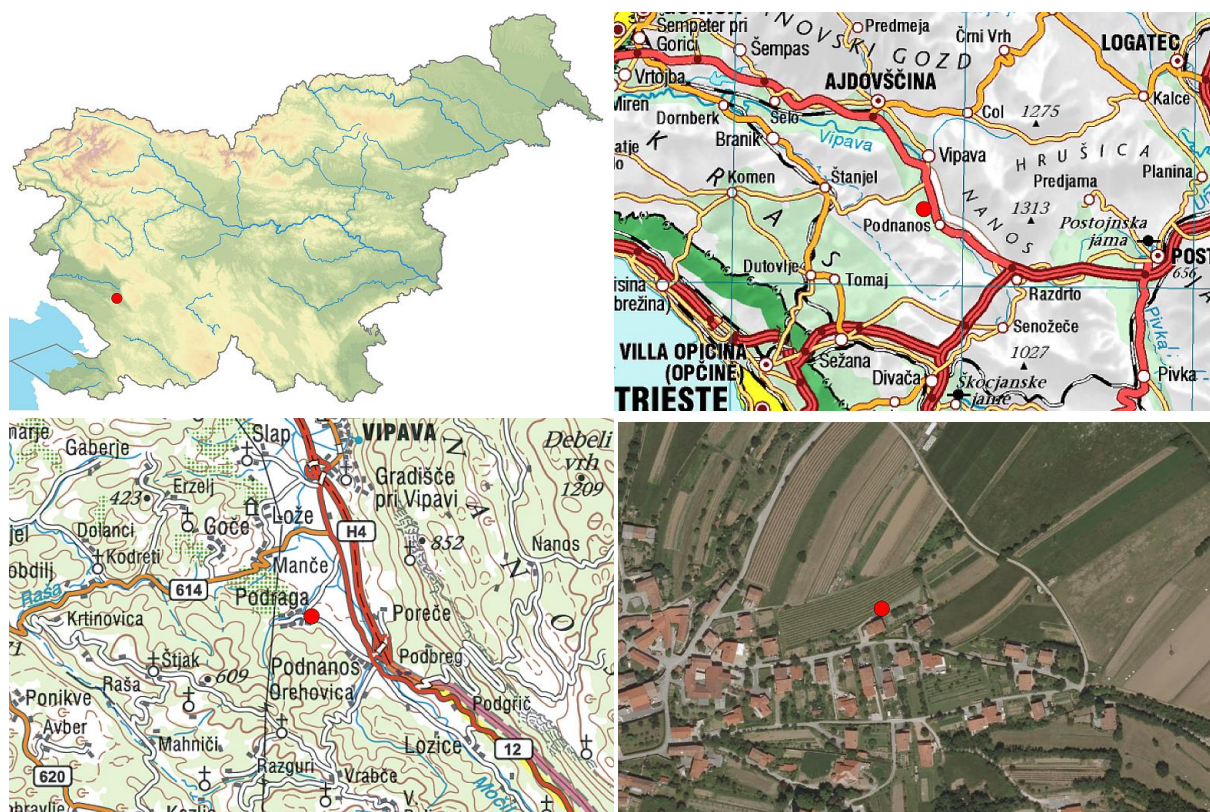 Šempeter pri
Gorici
Šempas
Predmeja
NOVSKI GOZD
Črni Vrh
LOGATEC
Vrtojba
AJDOVŠČINA
Kalce
Miren
Dornberk
Selo
Col
1275
Branik
Vipava
Vipava
HRUŠICA
Predjama
Planina
Komen
Štanjel
KRAS
NANOS
1313
Podnanos
Postojnska
jama
POST
656
Dutovlje
Tomaj
Razdrto
Senožeče
Pivka
VILLA OPICINA
(OPČINE)
Sežana
1027
Divača
Škocjanske
jame
Pivka
TRIESTE
Slap
VIPAVA
Gaberje
Debeli
vrh
1209
Gradišče
pri Vipavi
NANO
423
Erzelj
Goče
Lože
H4
852
Dolanci
Kodreti
Nanos
Manče
614
Raša
Podraga
Poreče
Krtinovica
Štjak
609
Podnanos
Podbreg
Orehovica
Raša
Podgrič
Ponikve
Avber
Mahniči
Lozice
12
620
Razguri
Vrabče